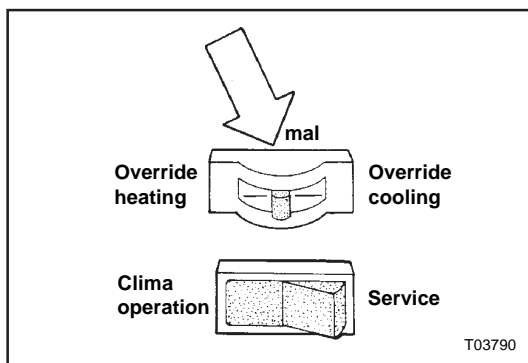 mal
Override heating
Override cooling
Clima operation
Service
T03790